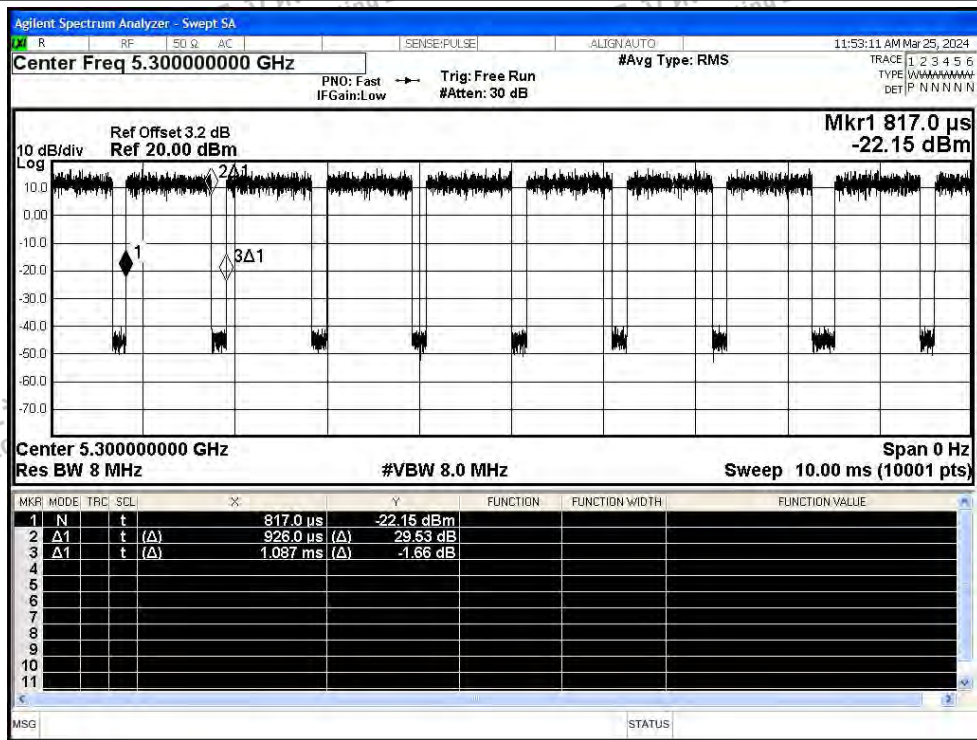 Agilent Spectrum Analyzer - Swept SA
R RF 50 Ω AC SENSE:PULSE ALIGN AUTO 11:53:11 AM Mar 25, 2024
Center Freq 5.300000000 GHz
#Avg Type: RMS
TRACE 1 2 3 4 5 6
TYPE
DET P N N N N N
PNO: Fast Trig: Free Run
IFGain:Low #Atten: 30 dB
Mkr1 817.0 µs
-22.15 dBm
Ref Offset 3.2 dB
10 dB/div Ref 20.00 dBm
Log
10.0
0.00
-10.0
-20.0
-30.0
-40.0
-50.0
-60.0
-70.0
2Δ1
1
3Δ1
Center 5.300000000 GHz Span 0 Hz
Res BW 8 MHz #VBW 8.0 MHz Sweep 10.00 ms (10001 pts)
MKR MODE TRC SCL X Y FUNCTION FUNCTION WIDTH FUNCTION VALUE
1 N t 817.0 µs -22.15 dBm
2 Δ1 t (Δ) 926.0 µs (Δ) 29.53 dB
3 Δ1 t (Δ) 1.087 ms (Δ) -1.66 dB
4
5
6
7
8
9
10
11
MSG STATUS